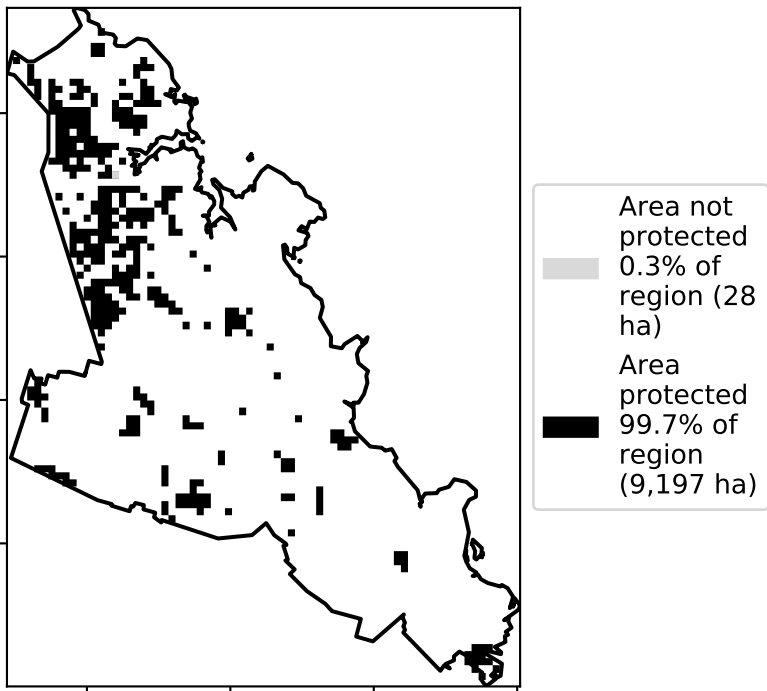 Area not
protected
0.3% of
region (28
ha)
Area
protected
99.7% of
region
(9,197 ha)